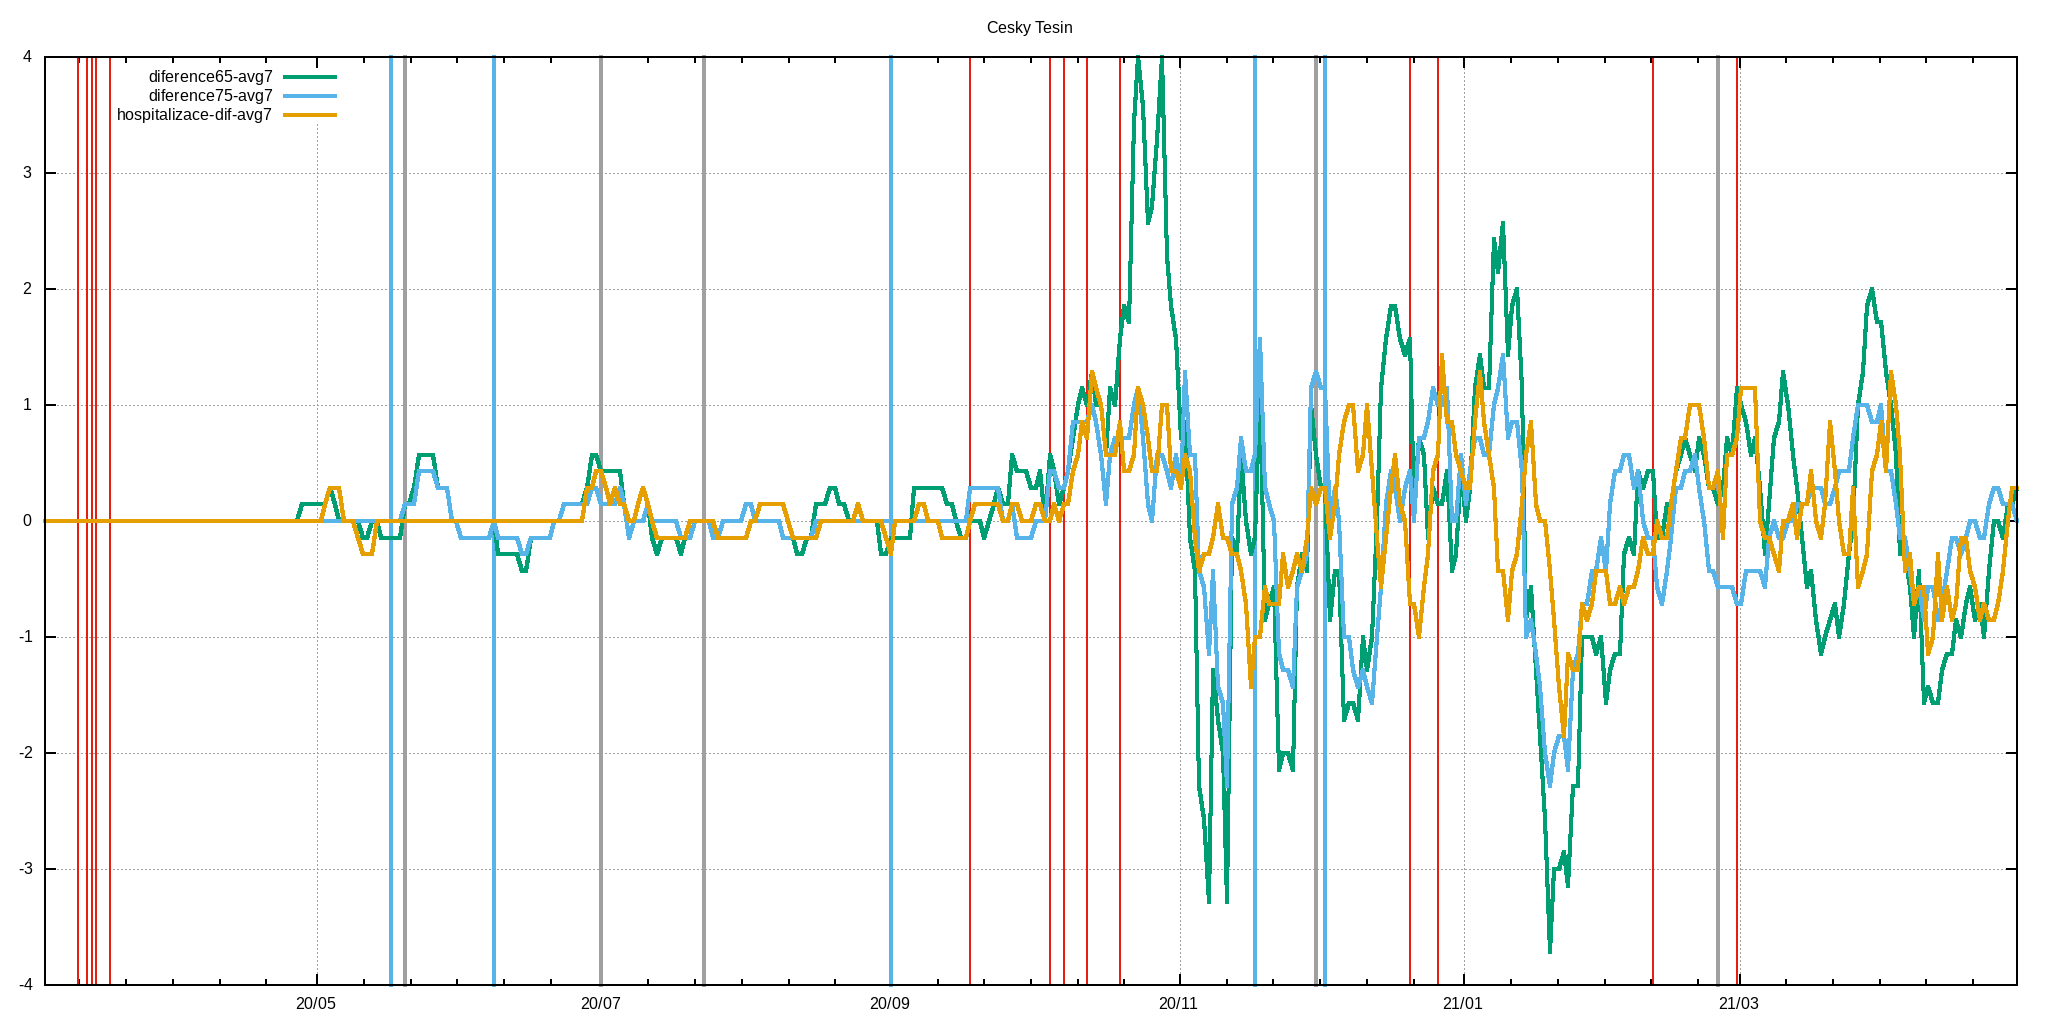 Cesky Tesin
4
diference65-avg7
diference75-avg7
hospitalizace-dif-avg7
3
2
1
0
-1
-2
-3
-4
20/05 20/07 20/09 20/11 21/01 21/03